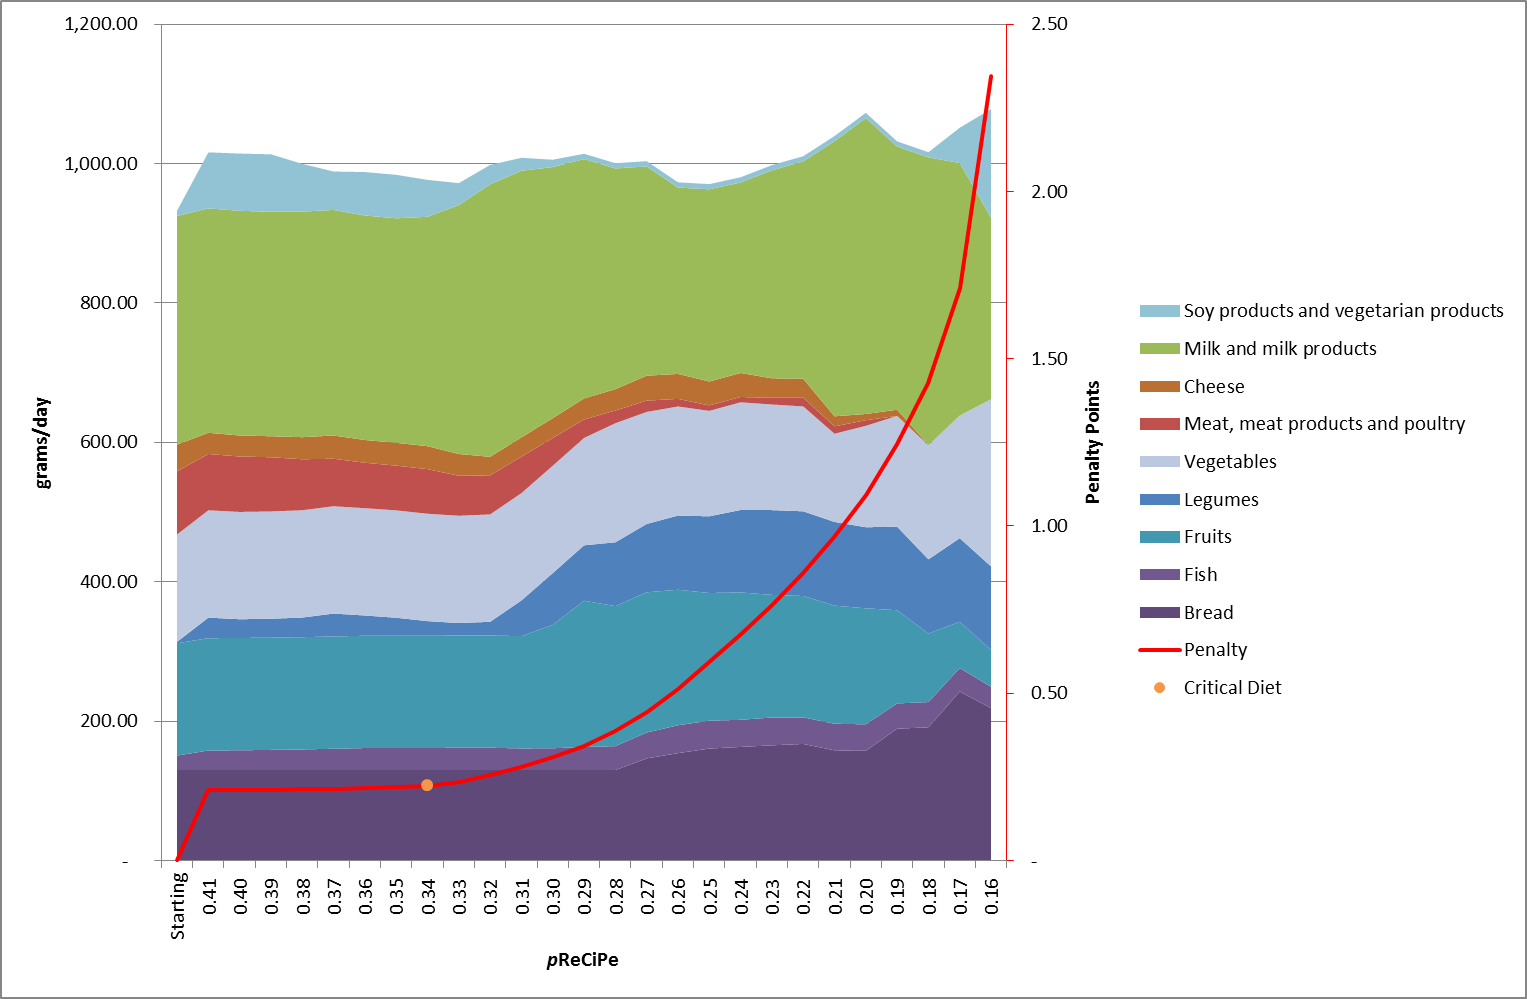 1,200.00
1,000.00
800.00
600.00
400.00
200.00
-
grams/day
2.50
2.00
1.50
1.00
0.50
-
Penalty Points
Starting
0.41
0.40
0.39
0.38
0.37
0.36
0.35
0.34
0.33
0.32
0.31
0.30
0.29
0.28
0.27
0.26
0.25
0.24
0.23
0.22
0.21
0.20
0.19
0.18
0.17
0.16
pReCiPe
Soy products and vegetarian products
Milk and milk products
Cheese
Meat, meat products and poultry
Vegetables
Legumes
Fruits
Fish
Bread
Penalty
Critical Diet